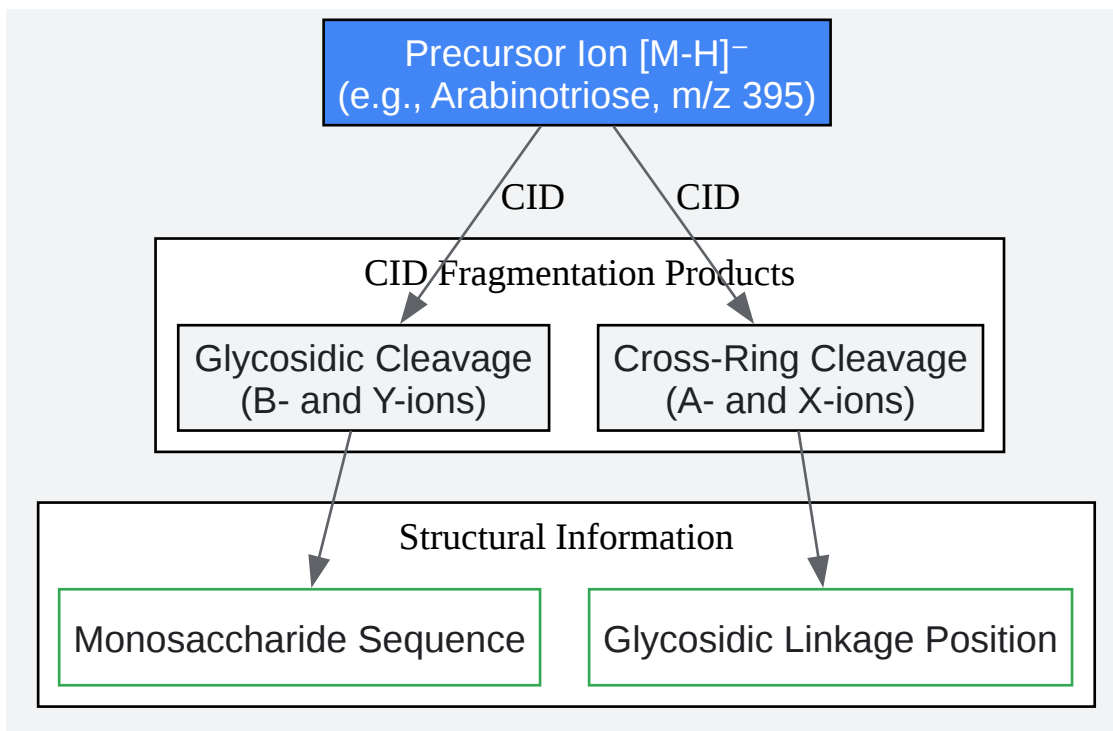 Precursor Ion [M-H]⁻
(e.g., Arabinotriose, m/z 395)
CID
CID
CID Fragmentation Products
Glycosidic Cleavage
(B- and Y-ions)
Cross-Ring Cleavage
(A- and X-ions)
Structural Information
Monosaccharide Sequence
Glycosidic Linkage Position